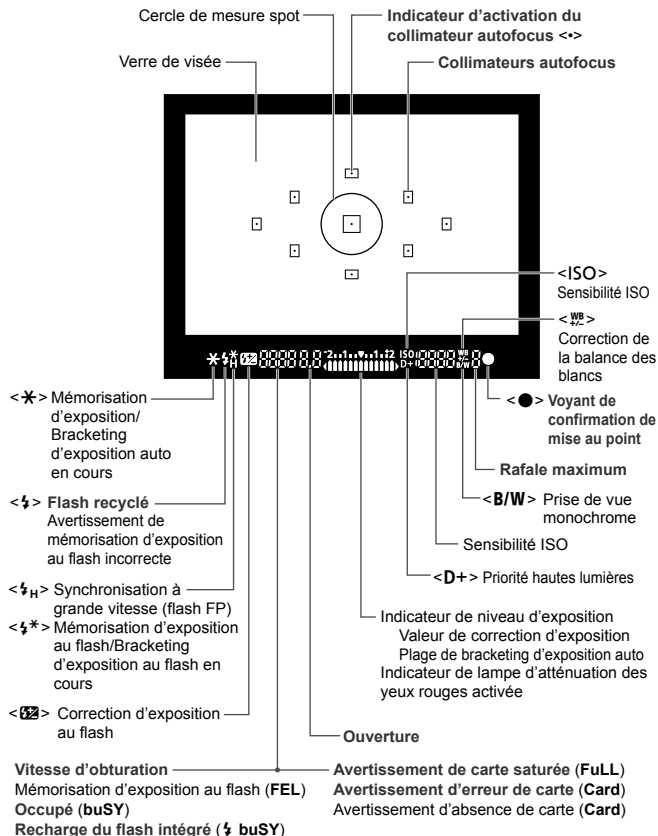 Cercle de mesure spot
Indicateur d'activation du
collimateur autofocus <•>
Verre de visée
Collimateurs autofocus
<ISO>
Sensibilité ISO
<WB +/->
Correction de
la balance des
blancs
-2..1..▼..1..+2 ISO
D+ B/W
<✱> Mémorisation
d'exposition/
Bracketing
d'exposition auto
en cours
<●> Voyant de
confirmation de
mise au point
Rafale maximum
<B/W> Prise de vue
monochrome
<⚡> Flash recyclé
Avertissement de
mémorisation d'exposition
au flash incorrecte
Sensibilité ISO
<D+> Priorité hautes lumières
<⚡H> Synchronisation à
grande vitesse (flash FP)
<⚡*> Mémorisation d'exposition
au flash/Bracketing
d'exposition au flash en
cours
Indicateur de niveau d'exposition
Valeur de correction d'exposition
Plage de bracketing d'exposition auto
Indicateur de lampe d'atténuation des
yeux rouges activée
<⚡±> Correction d'exposition
au flash
Ouverture
Vitesse d'obturation
Mémorisation d'exposition au flash (FEL)
Occupé (buSY)
Recharge du flash intégré (⚡ buSY)
Avertissement de carte saturée (FuLL)
Avertissement d'erreur de carte (Card)
Avertissement d'absence de carte (Card)